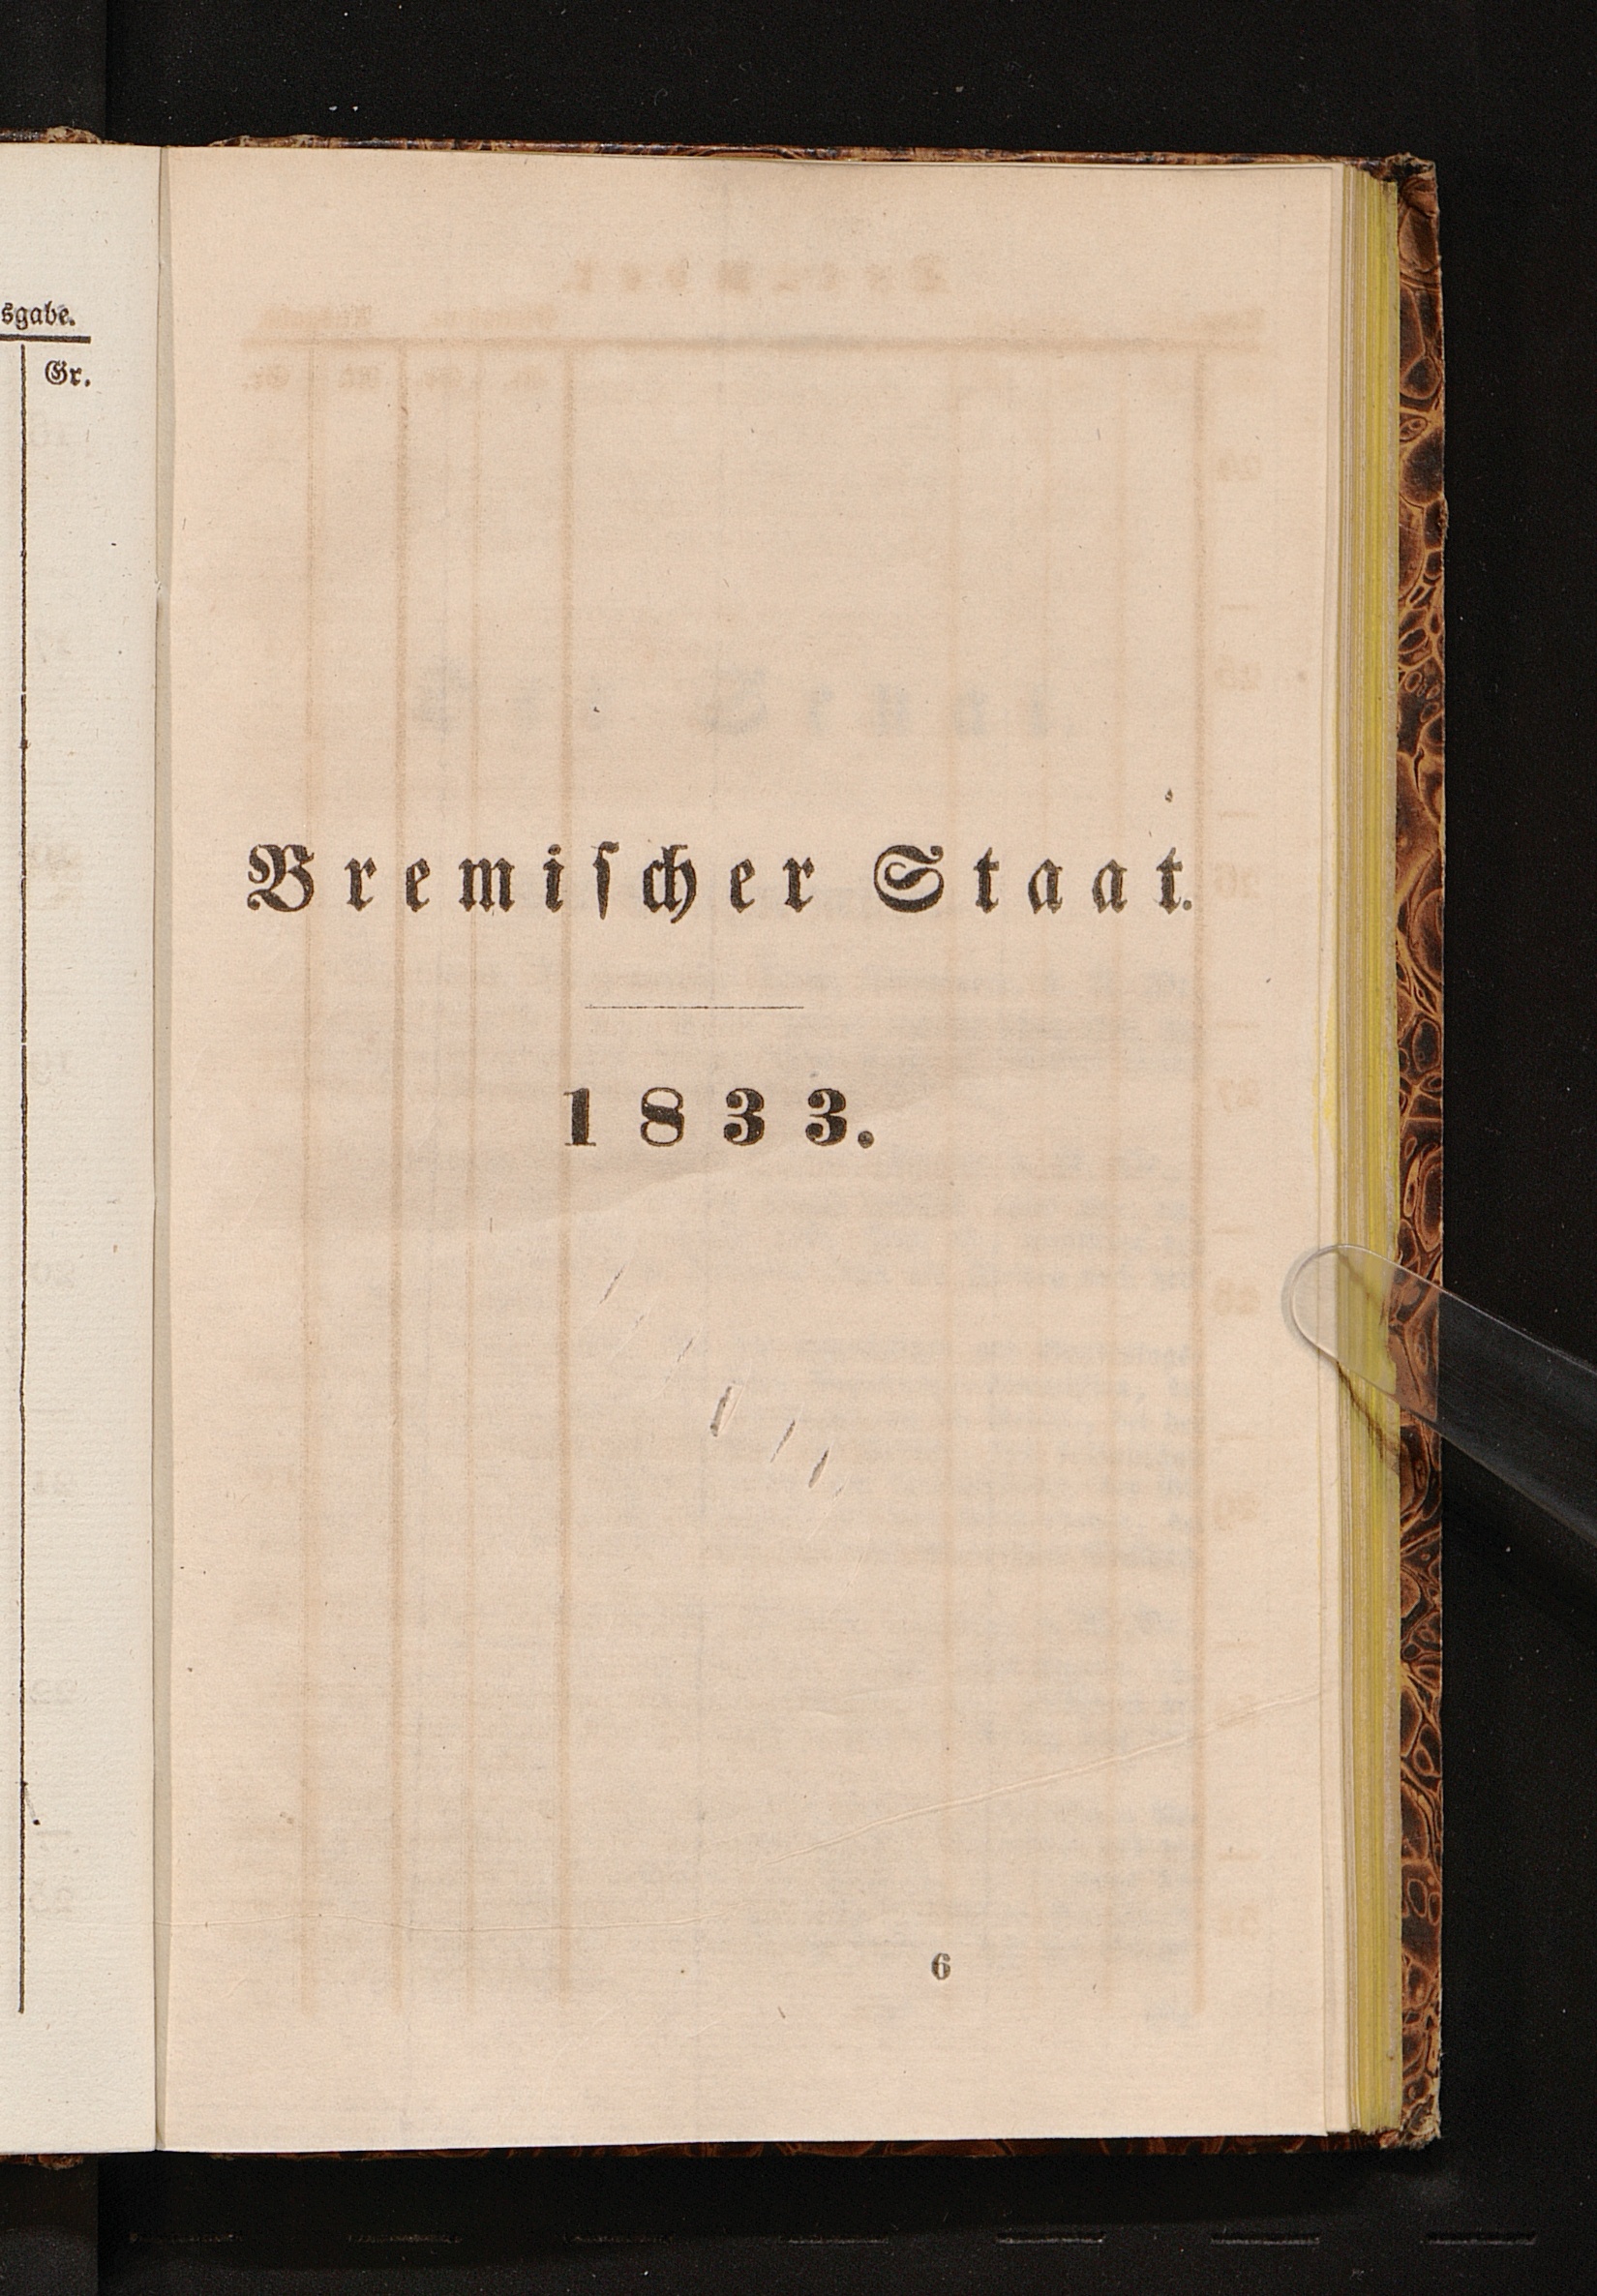 sgabe.
Gr.
Bremiſcher Staat.
1833.
6